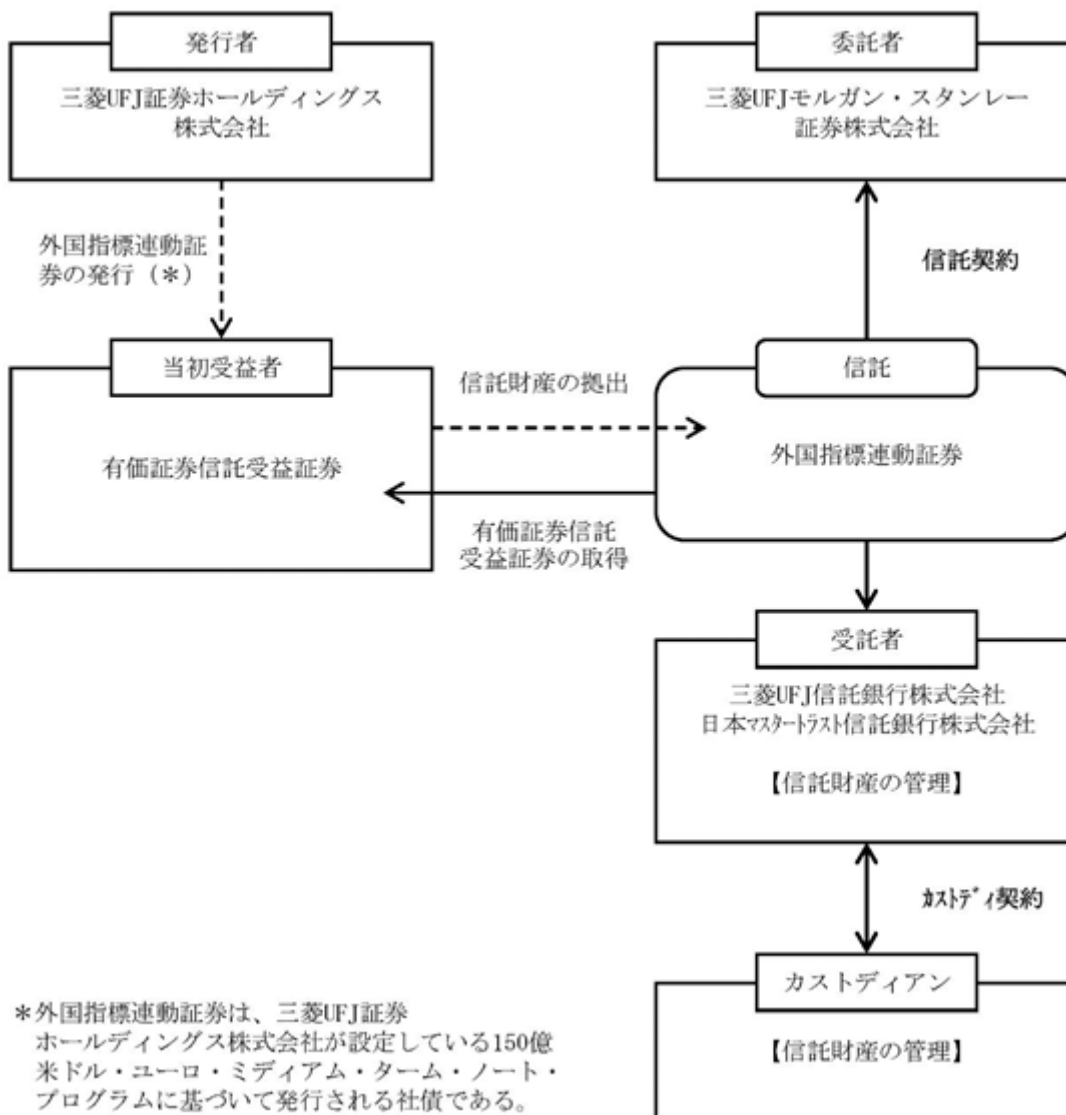 発行者
三菱UFJ証券ホールディングス
株式会社
委託者
三菱UFJモルガン・スタンレー
証券株式会社
外国指標連動証
券の発行（＊）
信託契約
当初受益者
有価証券信託受益証券
信託財産の拠出
信託
外国指標連動証券
有価証券信託
受益証券の取得
受託者
三菱UFJ信託銀行株式会社
日本ﾏｽﾀｰﾄﾗｽﾄ信託銀行株式会社
【信託財産の管理】
ｶｽﾄﾃﾞｨ契約
カストディアン
【信託財産の管理】
＊外国指標連動証券は、三菱UFJ証券
ホールディングス株式会社が設定している150億
米ドル・ユーロ・ミディアム・ターム・ノート・
プログラムに基づいて発行される社債である。